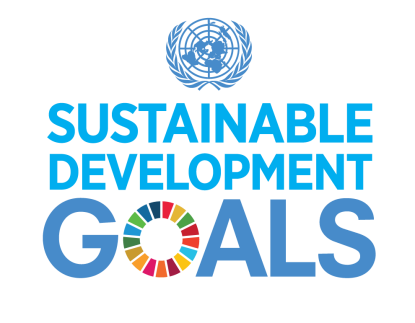 SUSTAINABLE
DEVELOPMENT
GOALS